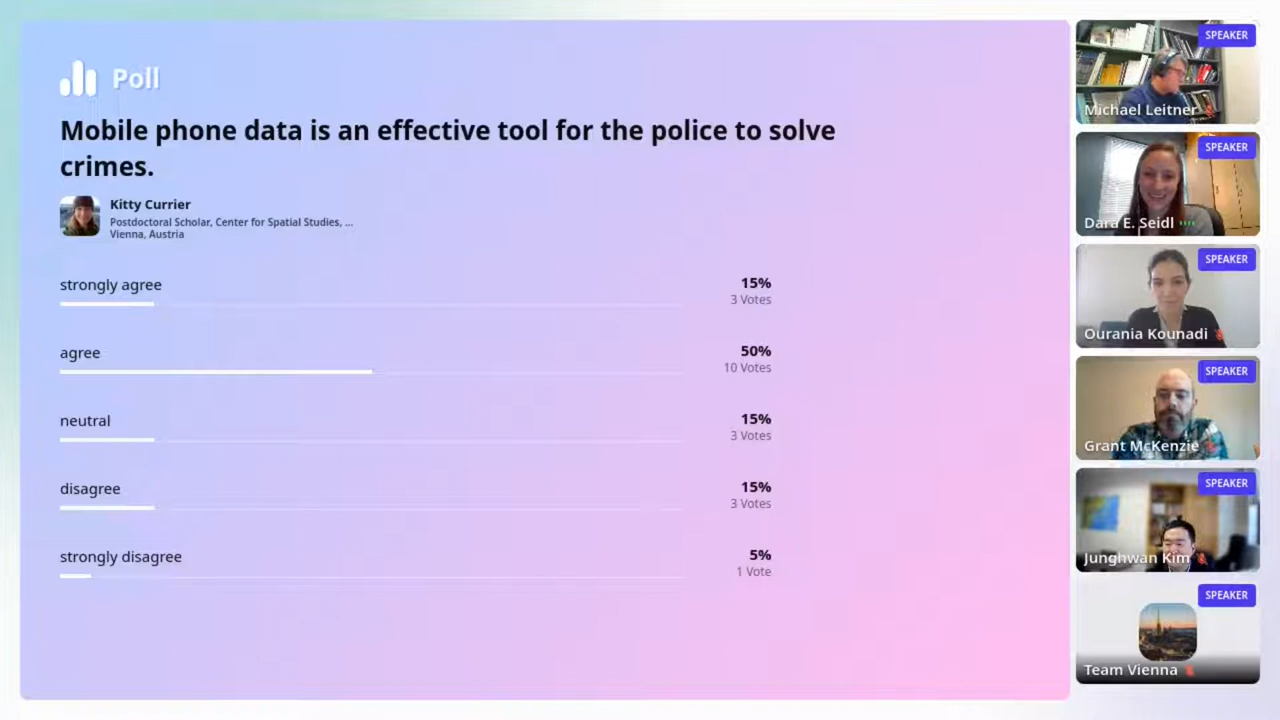 Poll
Mobile phone data is an effective tool for the police to solve
crimes.
Kitty Currier
Postdoctoral Scholar, Center for Spatial Studies, ...
Vienna, Austria
strongly agree
15%
3 Votes
agree
50%
10 Votes
neutral
15%
3 Votes
disagree
15%
3 Votes
strongly disagree
5%
1 Vote
SPEAKER
Michael Leitner
SPEAKER
Dara E. Seidl
SPEAKER
Ourania Kounadi
SPEAKER
Grant McKenzie
SPEAKER
Junghwan Kim
SPEAKER
Team Vienna